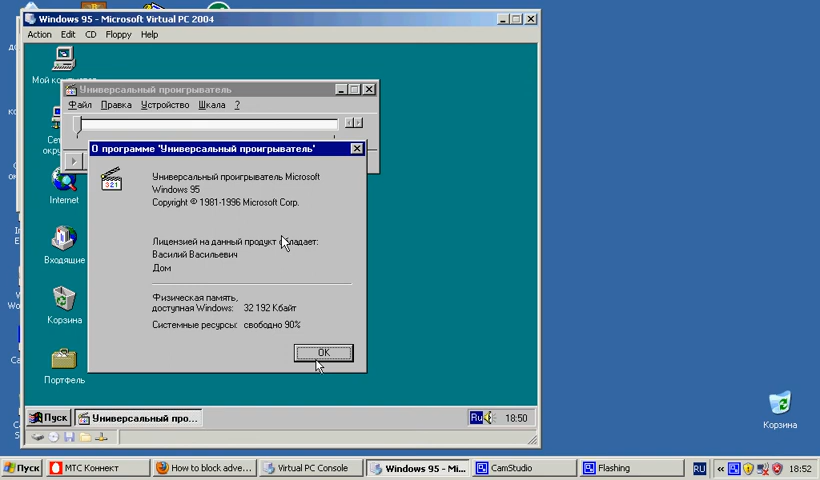 Windows 95 - Microsoft Virtual PC 2004
Action Edit CD Floppy Help
Универсальный проигрыватель
Файл Правка Устройство Шкала ?
О программе 'Универсальный проигрыватель'
321
Универсальный проигрыватель Microsoft
Windows 95
Copyright © 1981-1996 Microsoft Corp.
Лицензией на данный продукт обладает:
Василий Васильевич
Дом
Физическая память,
доступная Windows: 32 192 Кбайт
Системные ресурсы: свободно 90%
OK
Internet
Входящие
Корзина
Портфель
Пуск
Универсальный про...
Ru
18:50
Корзина
Пуск
МТС Коннект
How to block adve...
Virtual PC Console
Windows 95 - Mi...
CamStudio
Flashing
RU
18:52